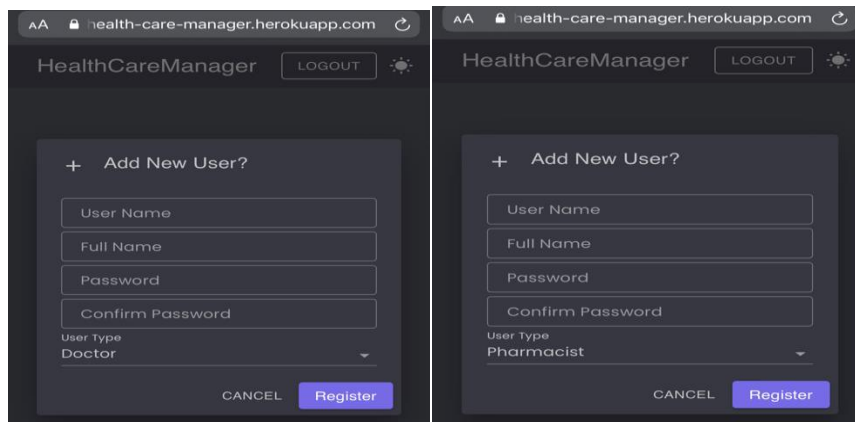 AA health-care-manager.herokuapp.com
HealthCareManager LOGOUT
+ Add New User?
User Name
Full Name
Password
Confirm Password
User Type
Doctor
CANCEL Register
AA health-care-manager.herokuapp.com
HealthCareManager LOGOUT
+ Add New User?
User Name
Full Name
Password
Confirm Password
User Type
Pharmacist
CANCEL Register